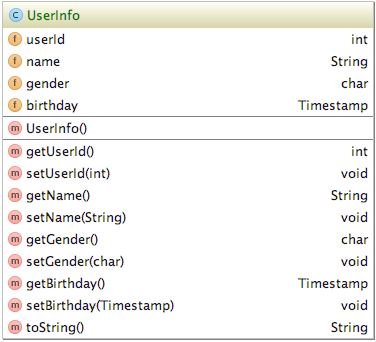 C UserInfo
f userId int
f name String
f gender char
f birthday Timestamp
m UserInfo()
m getUserId() int
m setUserId(int) void
m getName() String
m setName(String) void
m getGender() char
m setGender(char) void
m getBirthday() Timestamp
m setBirthday(Timestamp) void
m toString() String